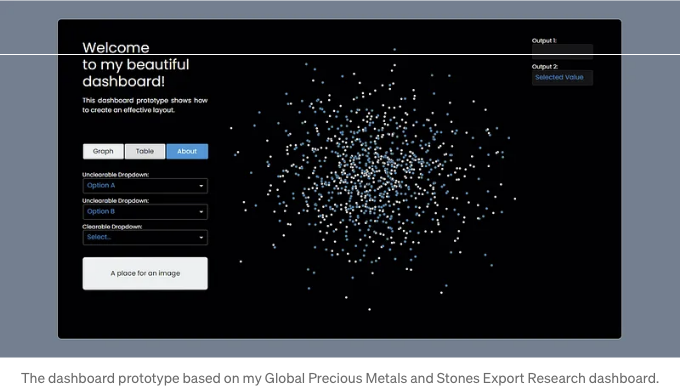 Welcome
to my beautiful
dashboard!
This dashboard prototype shows how
to create an effective layout.
Graph
Table
About
Unclearable Dropdown:
Option A
Unclearable Dropdown:
Option B
Clearable Dropdown:
Select...
A place for an image
Output 1:
Output 2:
Selected Value
The dashboard prototype based on my Global Precious Metals and Stones Export Research dashboard.